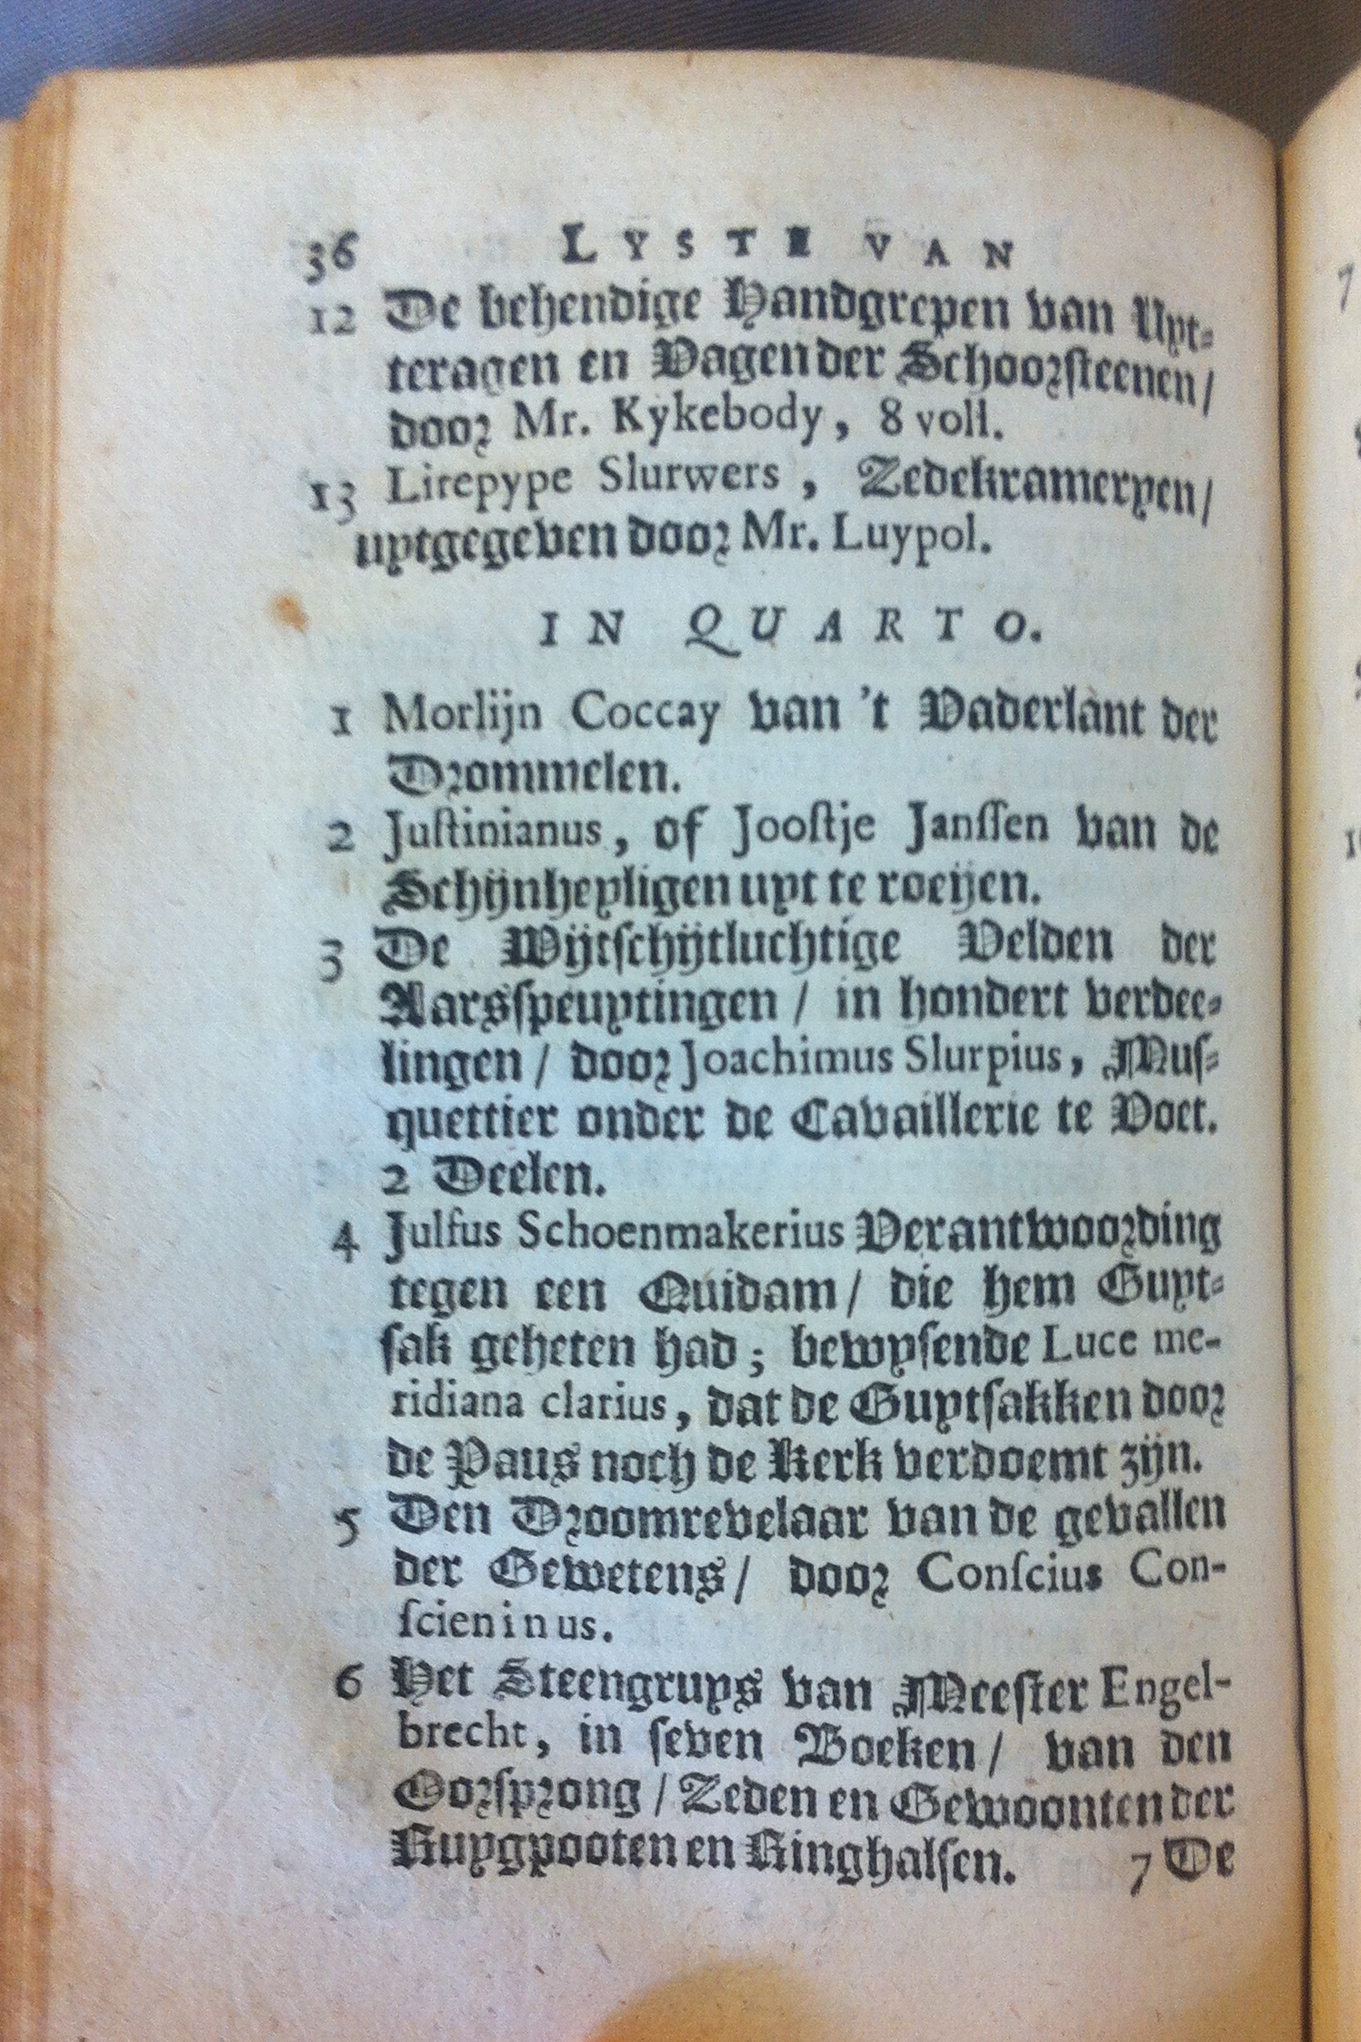 36 LYSTE VAN
12 De behendige Handgrepen van Uyt-
teragen en Vagen der Schoorsteenen /
door Mr. Kykebody, 8 voll.
13 Lirepype Slurwers, Zedekrameryen /
uytgegeven door Mr. Luypol.
IN QUARTO.
1 Morlijn Coccay van 't Vaderlant der
Drommelen.
2 Juſtinianus, of Jooſtje Janſſen van de
Schijnheyligen uyt te roeijen.
3 De Wijtſchijtluchtige Velden der
Aarsſpeuytingen / in hondert verdee-
lingen / door Joachimus Slurpius, Muſ-
quettier onder de Cavaillerie te Voet.
2 Deelen.
4 Julfus Schoenmakerius Verantwoording
tegen een Quidam / die hem Guyt-
ſak geheten had; bewyſende Luce me-
ridiana clarius, dat de Guytſakken door
de Paus noch de Kerk verdoemt zijn.
5 Den Droomrevelaar van de gevallen
der Gewetens / door Conſcius Con-
ſcieninus.
6 Het Steengruys van Meeſter Engel-
brecht, in ſeven Boeken / van den
Oorſprong / Zeden en Gewoonten der
Ruygpooten en Ringhalſen. 7 De